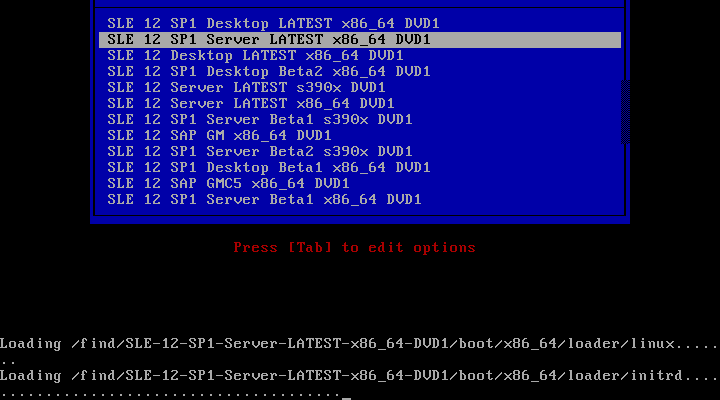 SLE 12 SP1 Desktop LATEST x86_64 DVD1
SLE 12 SP1 Server LATEST x86_64 DVD1
SLE 12 Desktop LATEST x86_64 DVD1
SLE 12 SP1 Desktop Beta2 x86_64 DVD1
SLE 12 Server LATEST s390x DVD1
SLE 12 Server LATEST x86_64 DVD1
SLE 12 SP1 Server Beta1 s390x DVD1
SLE 12 SAP GM x86_64 DVD1
SLE 12 SP1 Server Beta2 s390x DVD1
SLE 12 SP1 Desktop Beta1 x86_64 DVD1
SLE 12 SAP GMC5 x86_64 DVD1
SLE 12 SP1 Server Beta1 x86_64 DVD1
Press [Tab] to edit options
Loading /find/SLE-12-SP1-Server-LATEST-x86_64-DVD1/boot/x86_64/loader/linux.....
..
Loading /find/SLE-12-SP1-Server-LATEST-x86_64-DVD1/boot/x86_64/loader/initrd....
......................................_